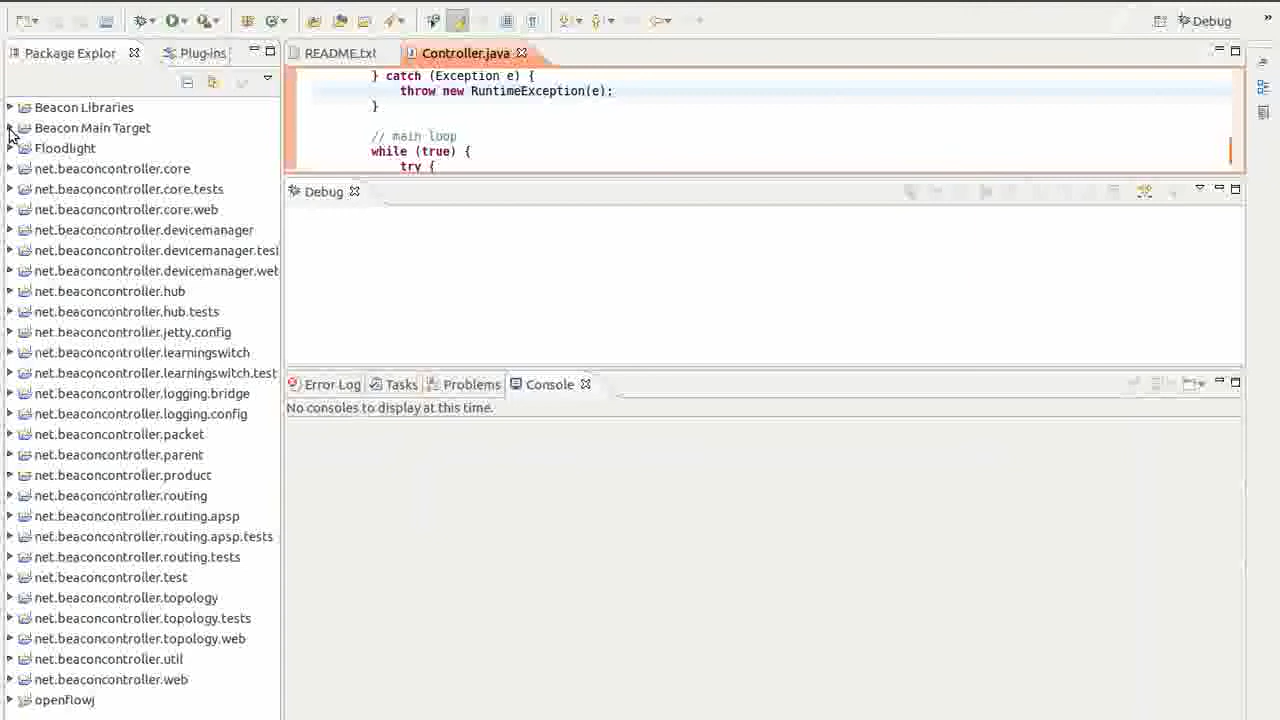 Debug
Package Explor
Plug-ins
README.txt
Controller.java
} catch (Exception e) {
throw new RuntimeException(e);
}
// main loop
while (true) {
try {
Beacon Libraries
Beacon Main Target
Floodlight
net.beaconcontroller.core
net.beaconcontroller.core.tests
net.beaconcontroller.core.web
net.beaconcontroller.devicemanager
net.beaconcontroller.devicemanager.test
net.beaconcontroller.devicemanager.web
net.beaconcontroller.hub
net.beaconcontroller.hub.tests
net.beaconcontroller.jetty.config
net.beaconcontroller.learningswitch
net.beaconcontroller.learningswitch.test
net.beaconcontroller.logging.bridge
net.beaconcontroller.logging.config
net.beaconcontroller.packet
net.beaconcontroller.parent
net.beaconcontroller.product
net.beaconcontroller.routing
net.beaconcontroller.routing.apsp
net.beaconcontroller.routing.apsp.tests
net.beaconcontroller.routing.tests
net.beaconcontroller.test
net.beaconcontroller.topology
net.beaconcontroller.topology.tests
net.beaconcontroller.topology.web
net.beaconcontroller.util
net.beaconcontroller.web
openflowj
Debug
Error Log
Tasks
Problems
Console
No consoles to display at this time.